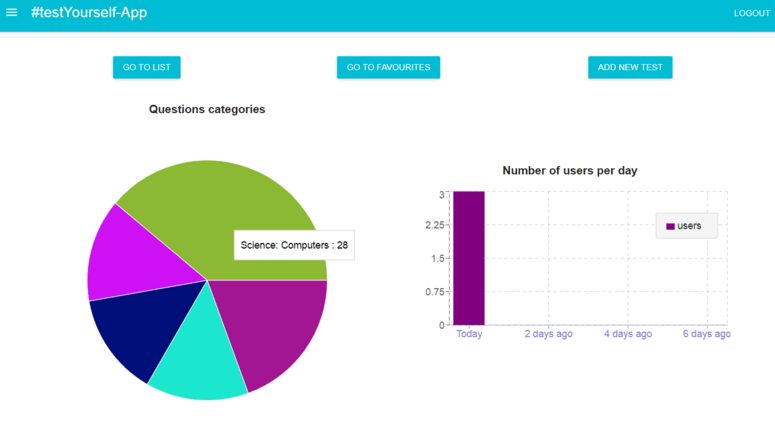 #testYourself-App
LOGOUT
GO TO LIST
GO TO FAVOURITES
ADD NEW TEST
Questions categories
Science: Computers : 28
Number of users per day
3
2.25
1.5
0.75
0
users
Today
2 days ago
4 days ago
6 days ago